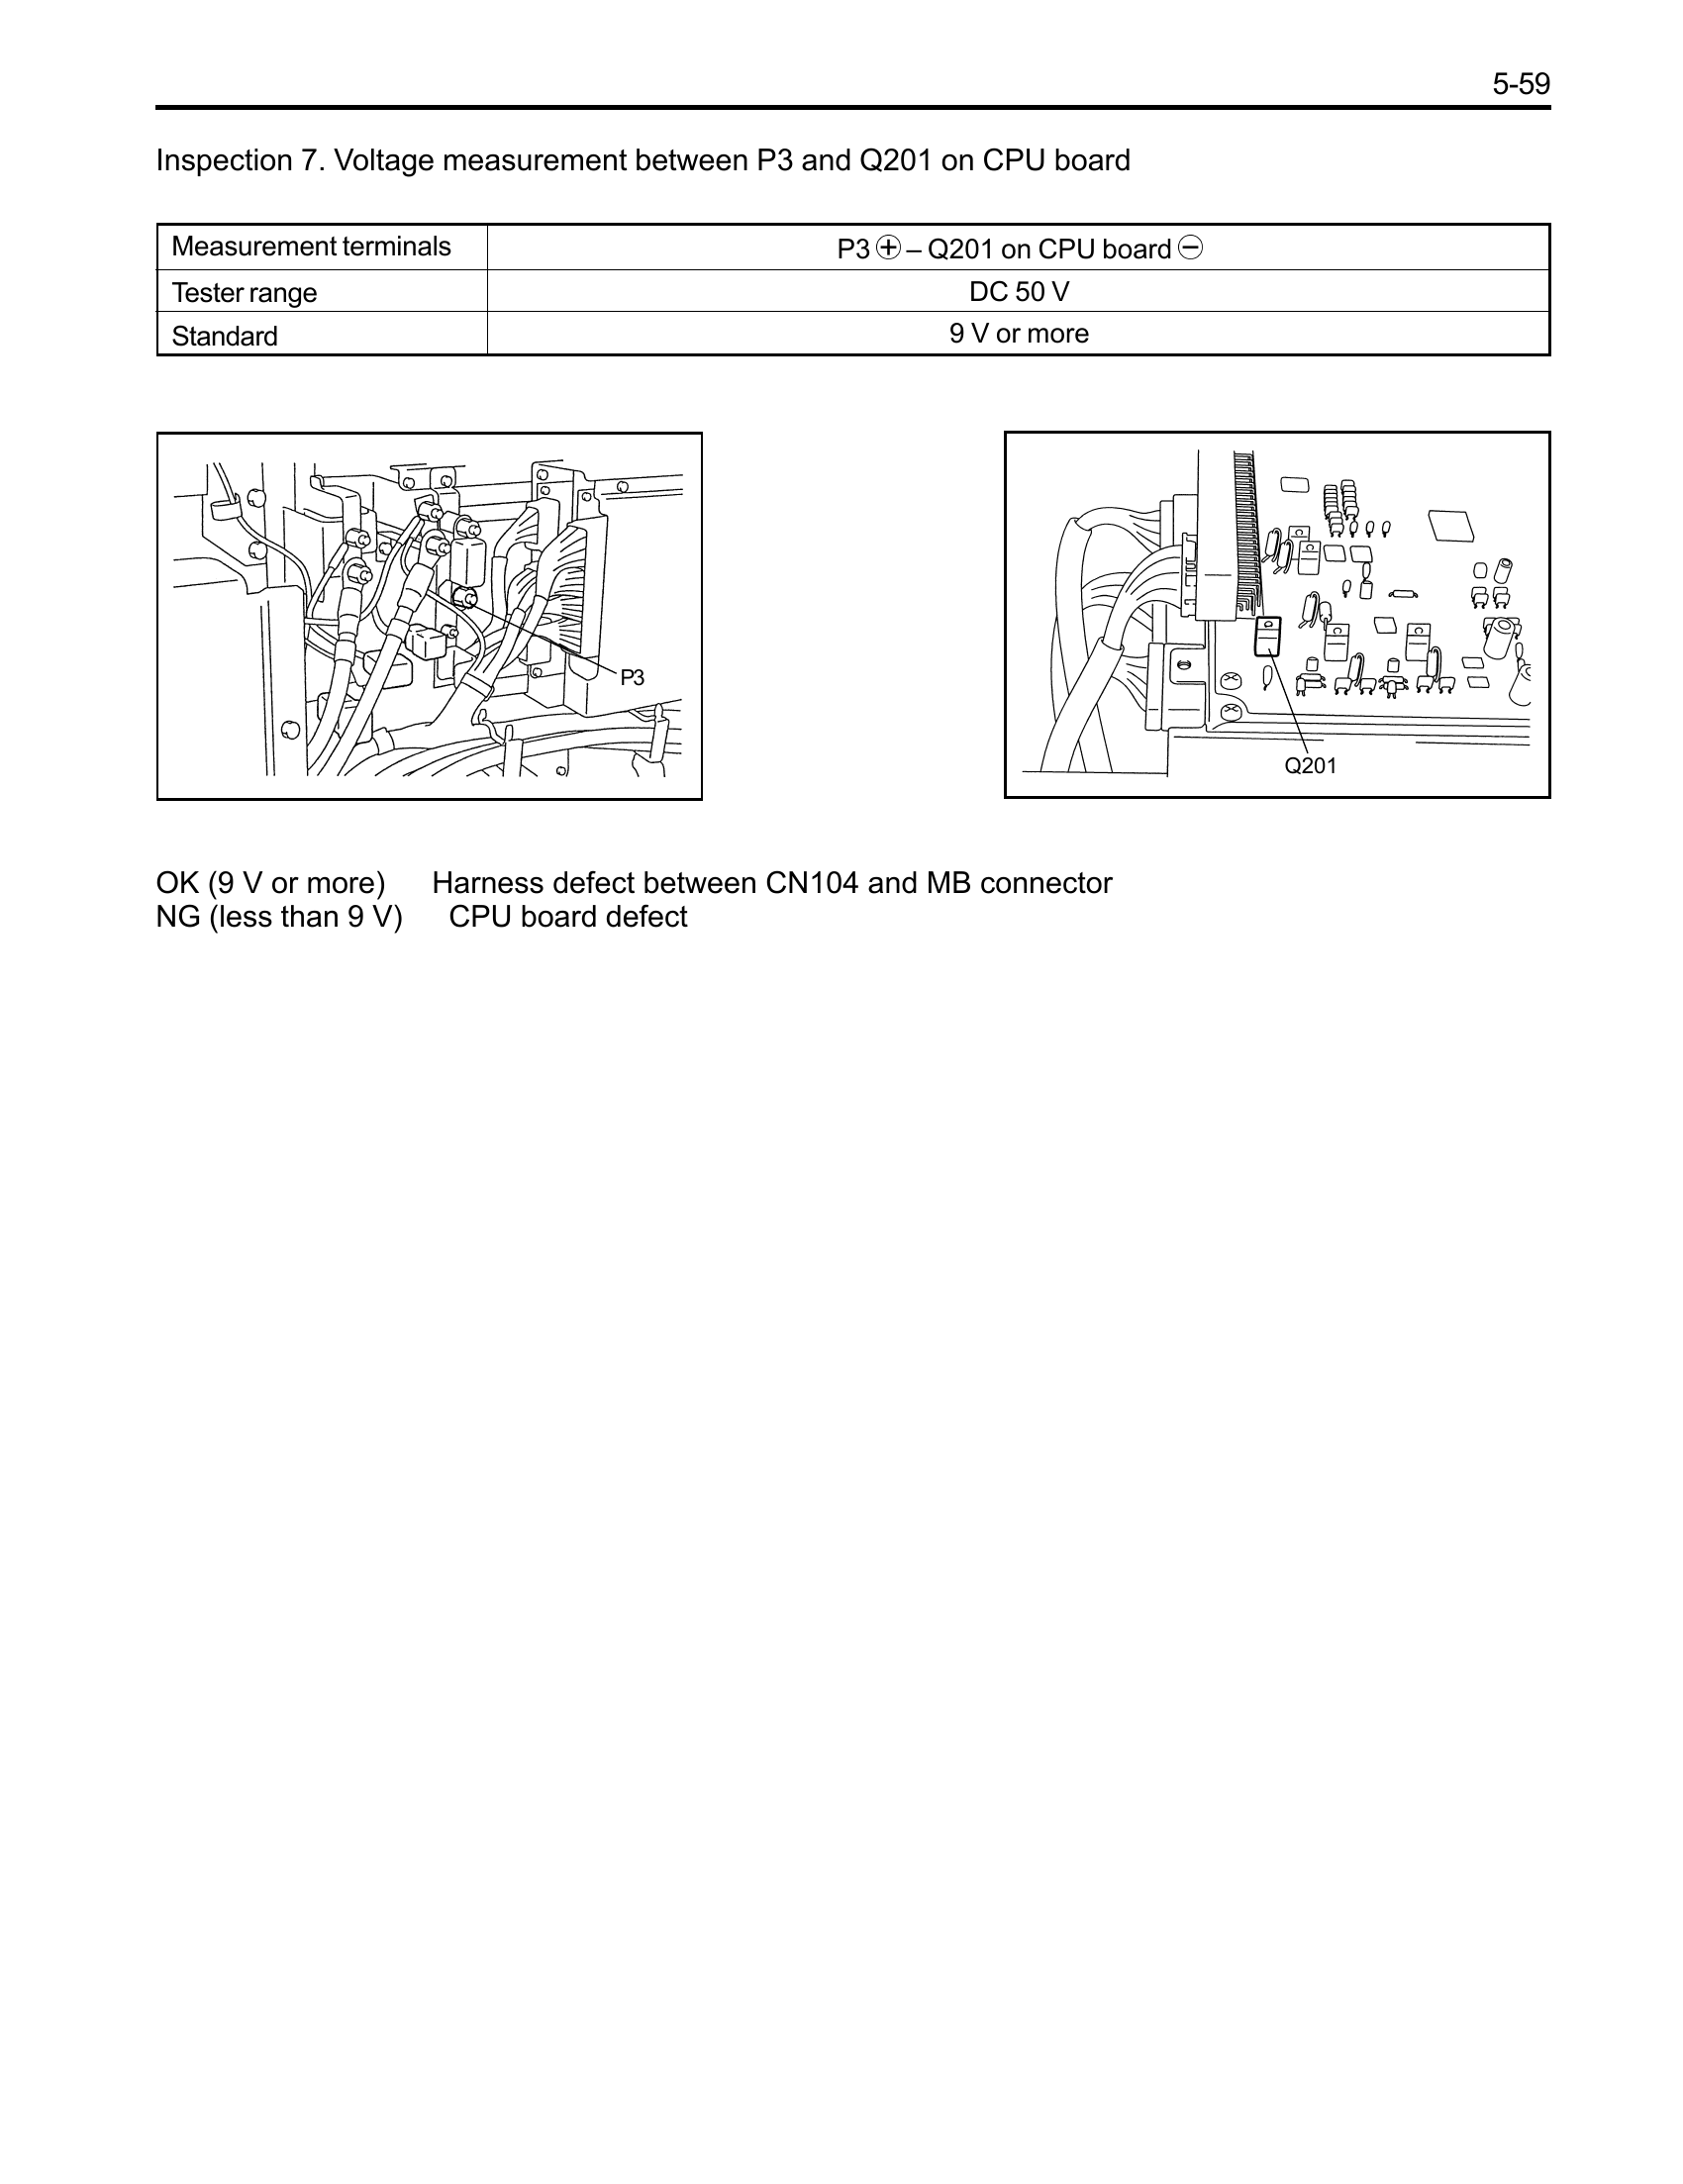 5-59
Inspection 7. Voltage measurement between P3 and Q201 on CPU board
Measurement terminals P3 ⊕ – Q201 on CPU board ⊖
Tester range DC 50 V
Standard 9 V or more
P3
Q201
OK (9 V or more) Harness defect between CN104 and MB connector
NG (less than 9 V) CPU board defect